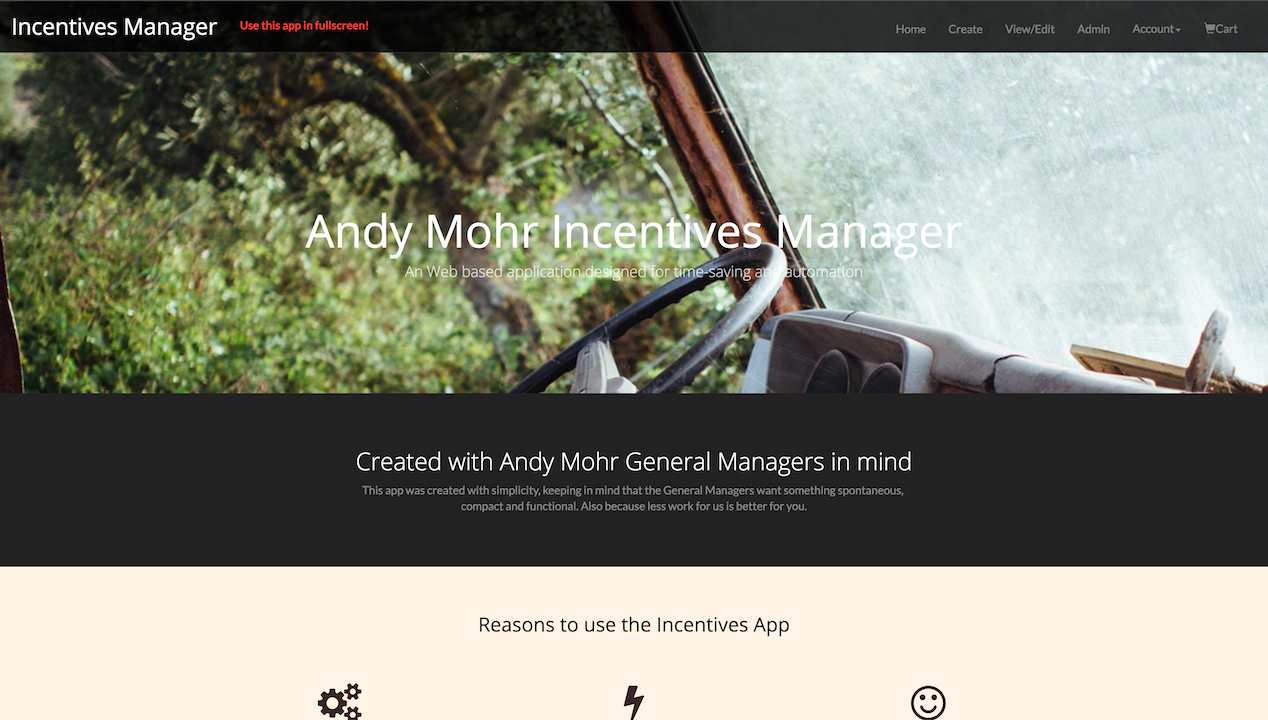 Incentives Manager
Use this app in fullscreen!
Home
Create
View/Edit
Admin
Account
Cart
Andy Mohr Incentives Manager
An Web based application designed for time-saving and automation
Created with Andy Mohr General Managers in mind
This app was created with simplicity, keeping in mind that the General Managers want something spontaneous,
compact and functional. Also because less work for us is better for you.
Reasons to use the Incentives App